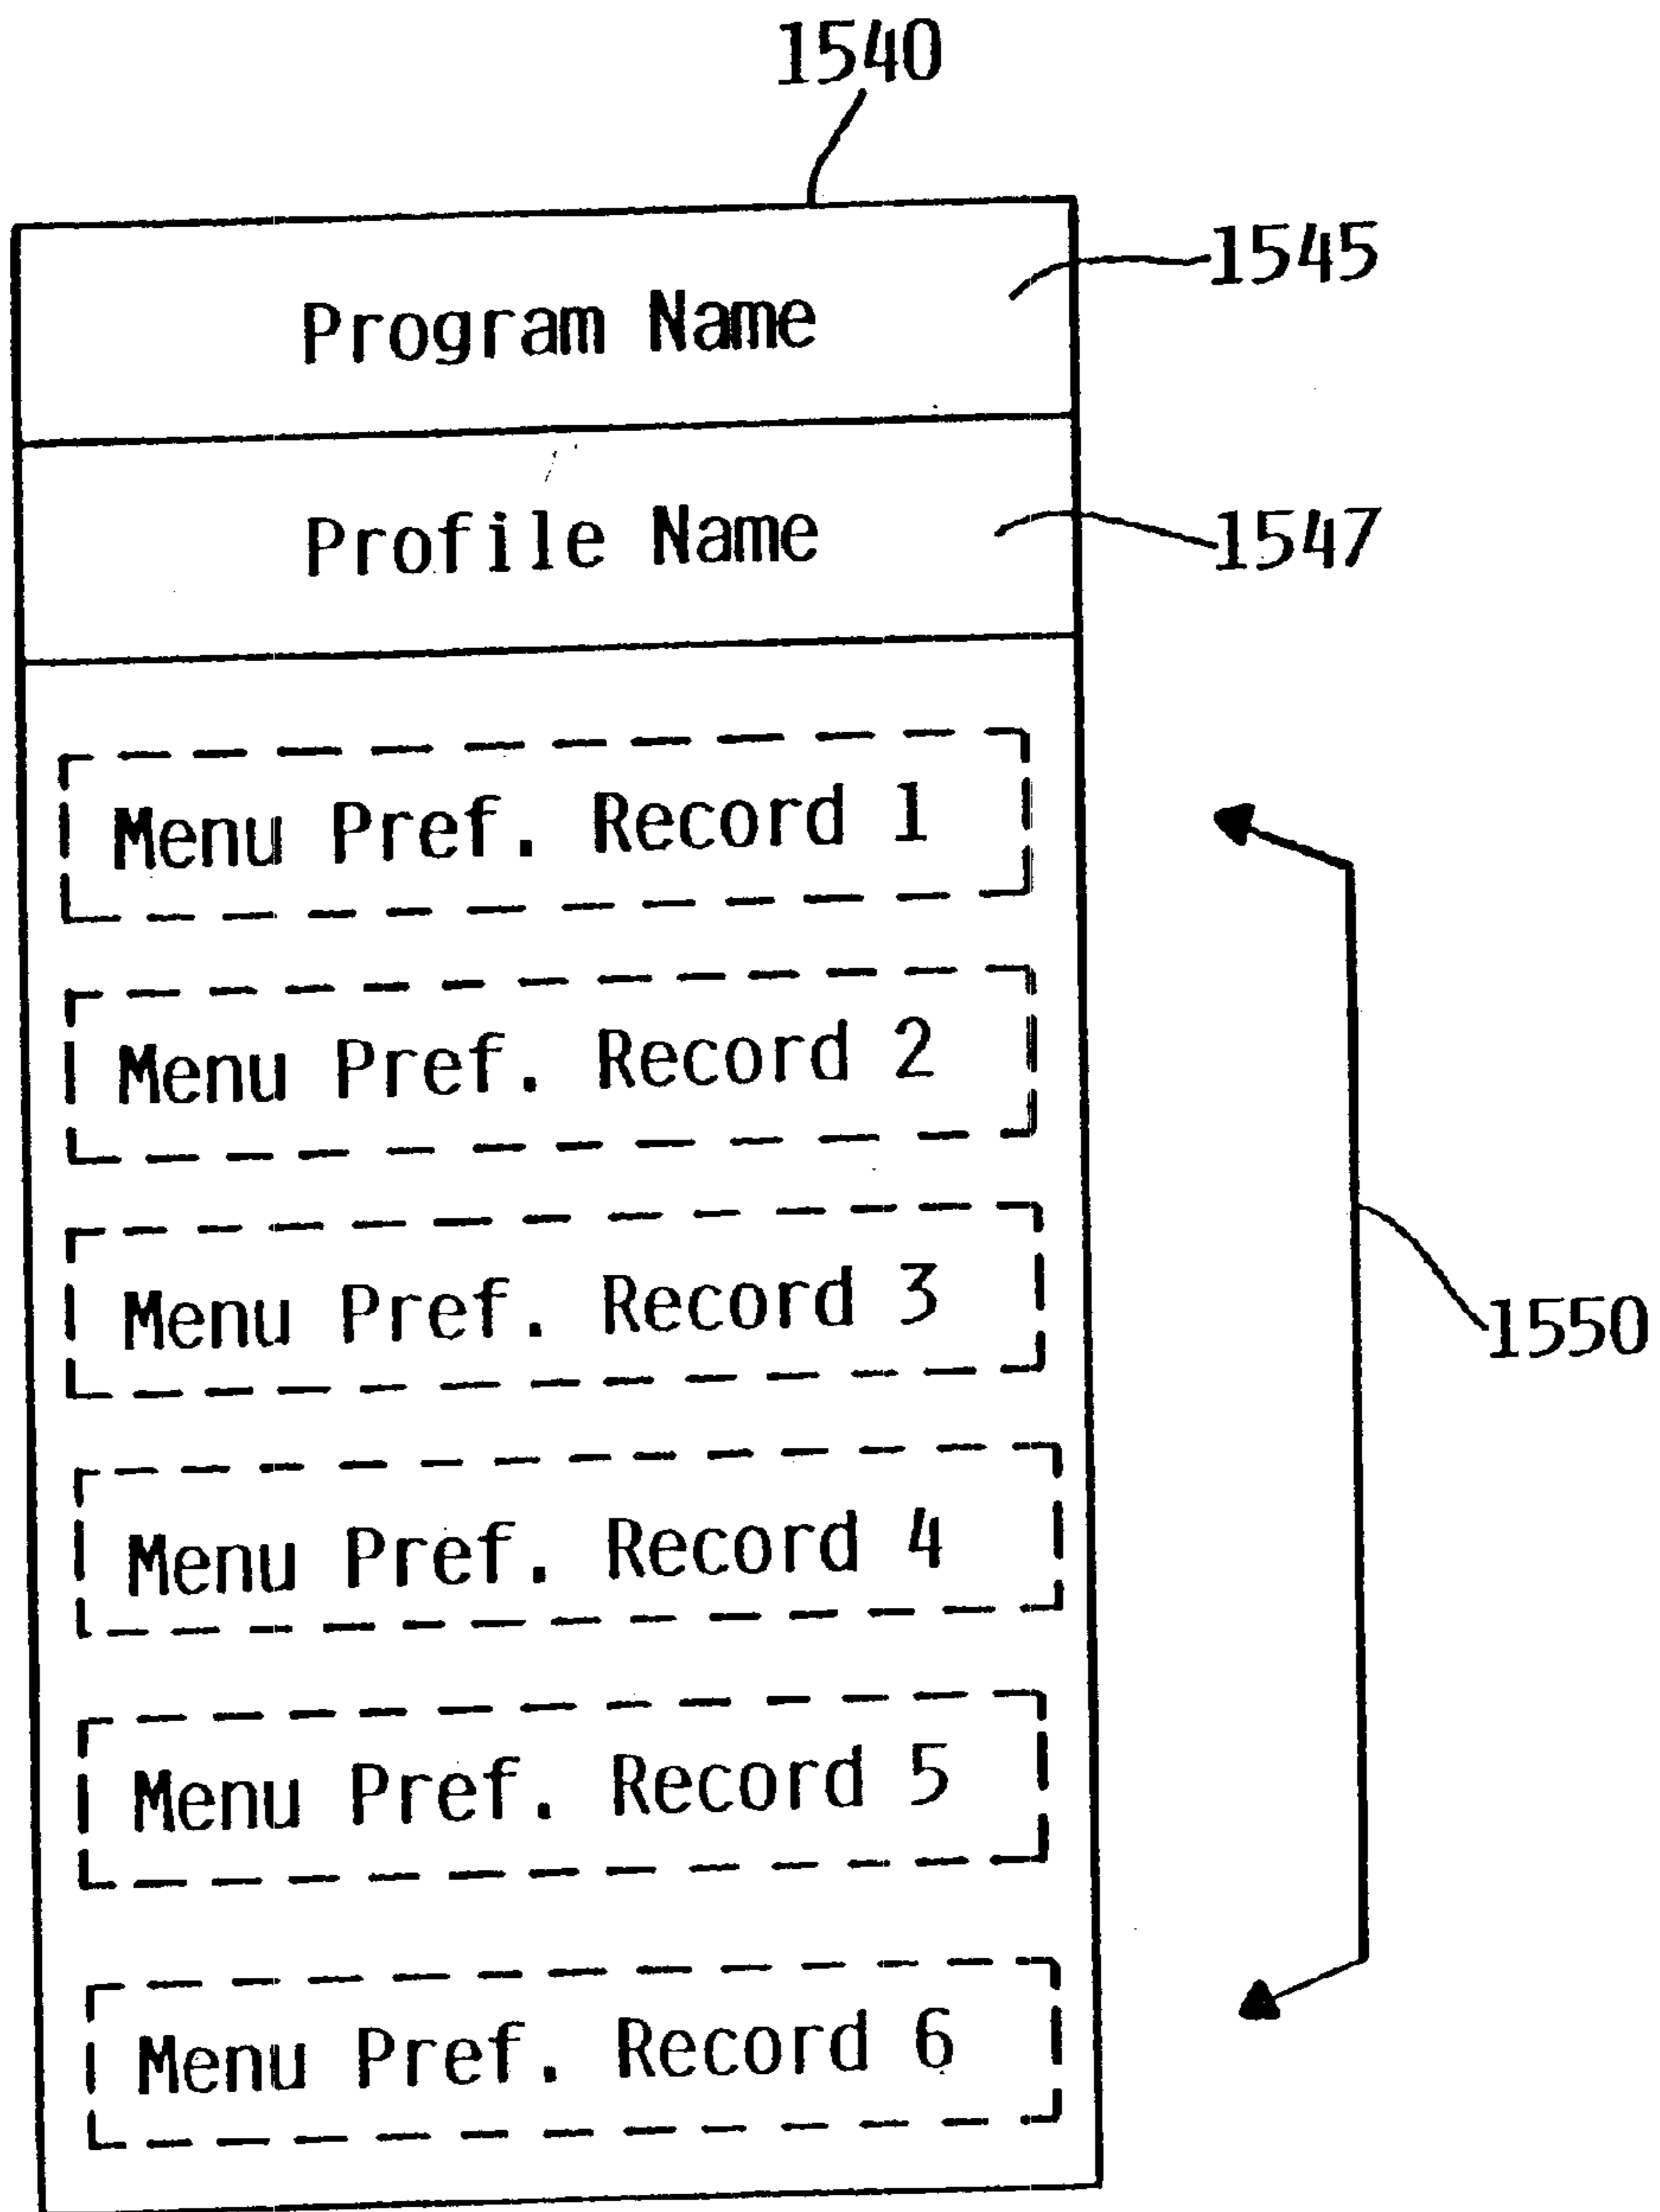 1540
Program Name
1545
Profile Name
1547
Menu Pref. Record 1
Menu Pref. Record 2
Menu Pref. Record 3
1550
Menu Pref. Record 4
Menu Pref. Record 5
Menu Pref. Record 6